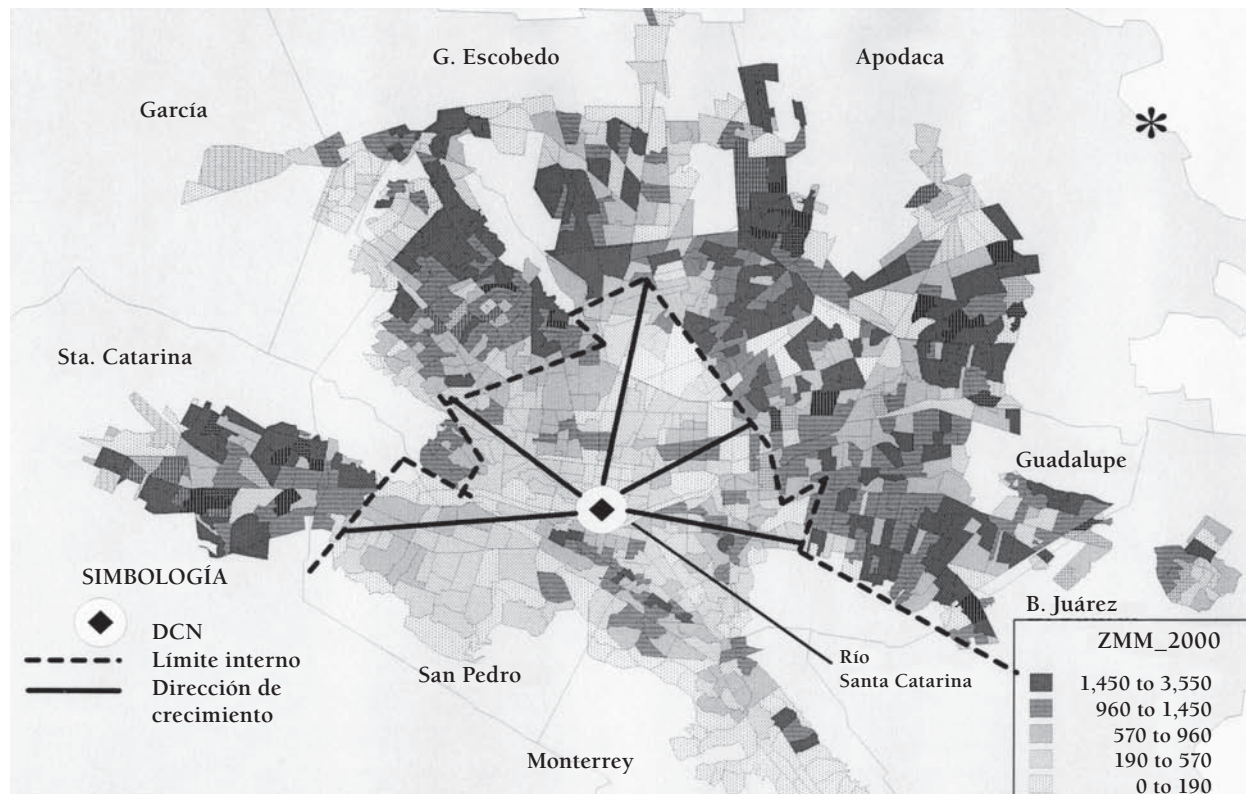 G. Escobedo
Apodaca
García
*
Sta. Catarina
Guadalupe
SIMBOLOGÍA
DCN
Límite interno
Dirección de
crecimiento
San Pedro
Río
Santa Catarina
Monterrey
B. Juárez
ZMM_2000
1,450 to 3,550
960 to 1,450
570 to 960
190 to 570
0 to 190